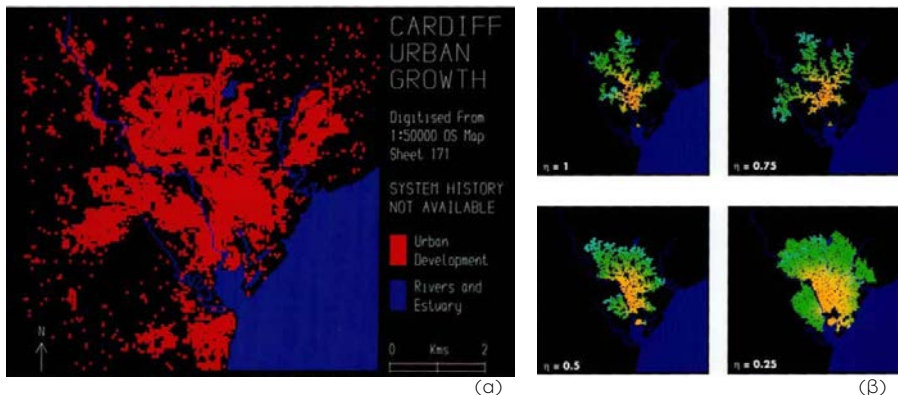 CARDIFF
URBAN
GROWTH
Digitised From
1:50000 OS Map
Sheet 171
SYSTEM HISTORY
NOT AVAILABLE
Urban
Development
Rivers and
Estuary
N
0 Kms 2
(α)
η = 1
η = 0.75
η = 0.5
η = 0.25
(β)